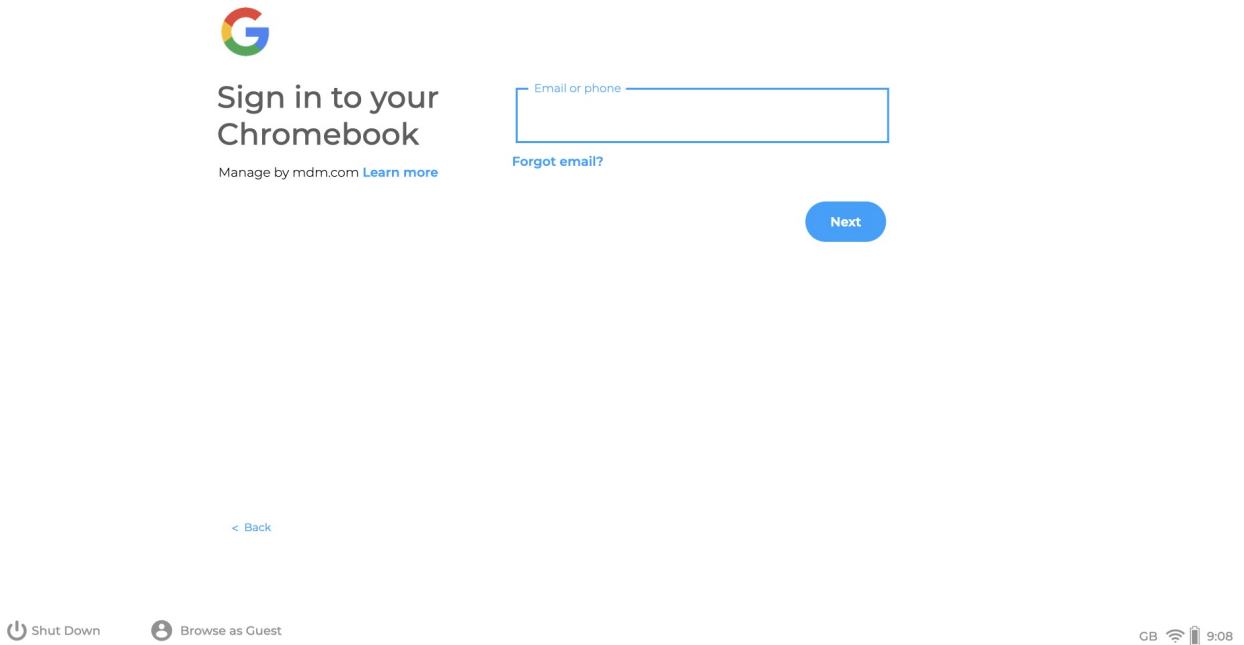 Sign in to your
Chromebook
Manage by mdm.com Learn more
Email or phone
Forgot email?
Next
< Back
Shut Down
Browse as Guest
GB 9:08